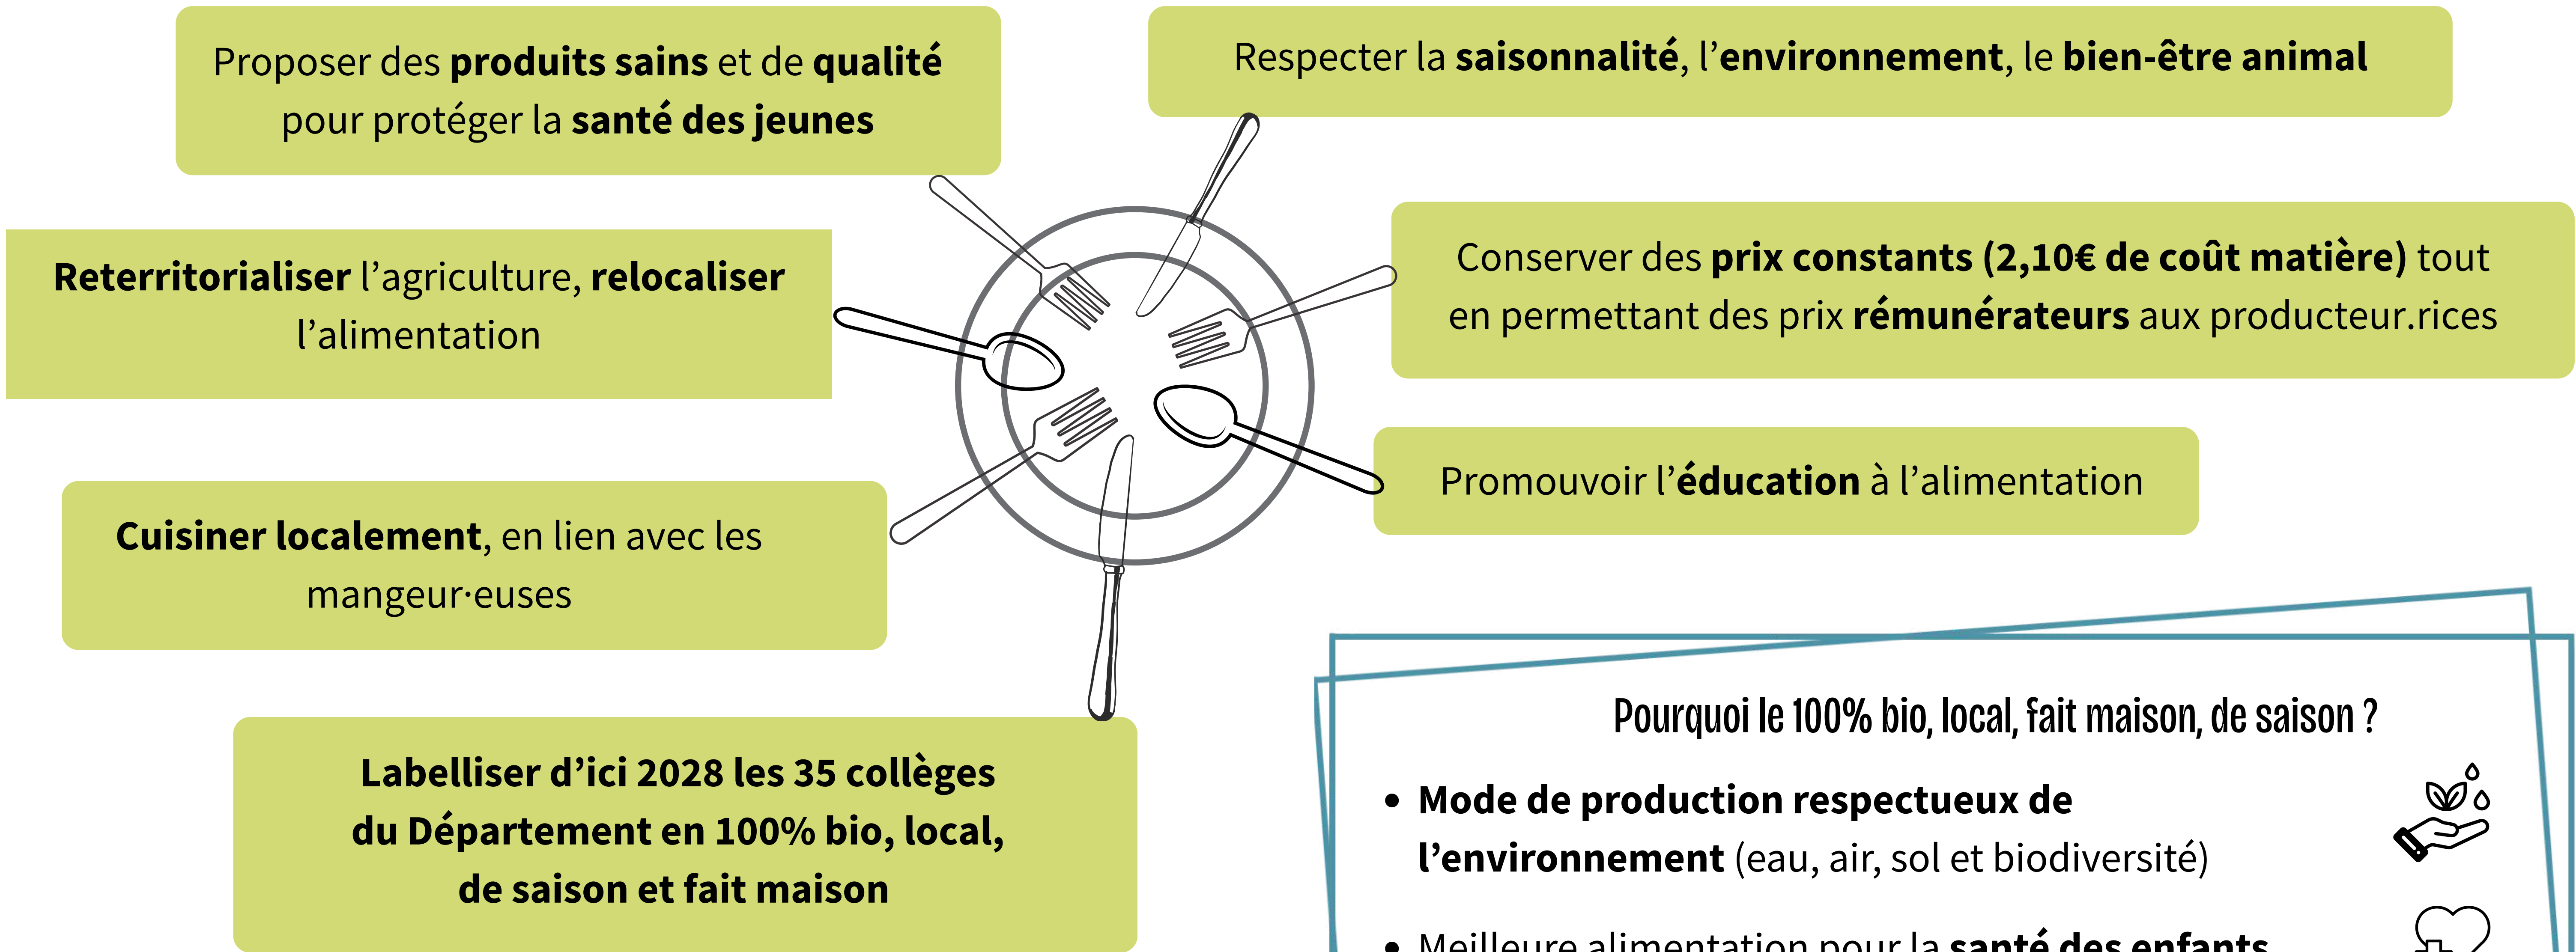 Proposer des produits sains et de qualité
pour protéger la santé des jeunes
Respecter la saisonnalité, l’environnement, le bien-être animal
Reterritorialiser l’agriculture, relocaliser
l’alimentation
Conserver des prix constants (2,10€ de coût matière) tout
en permettant des prix rémunérateurs aux producteur.rices
Promouvoir l’éducation à l’alimentation
Cuisiner localement, en lien avec les
mangeur·euses
Labelliser d’ici 2028 les 35 collèges
du Département en 100% bio, local,
de saison et fait maison
Pourquoi le 100% bio, local, fait maison, de saison ?
• Mode de production respectueux de
l’environnement (eau, air, sol et biodiversité)
• Meilleure alimentation pour la santé des enfants